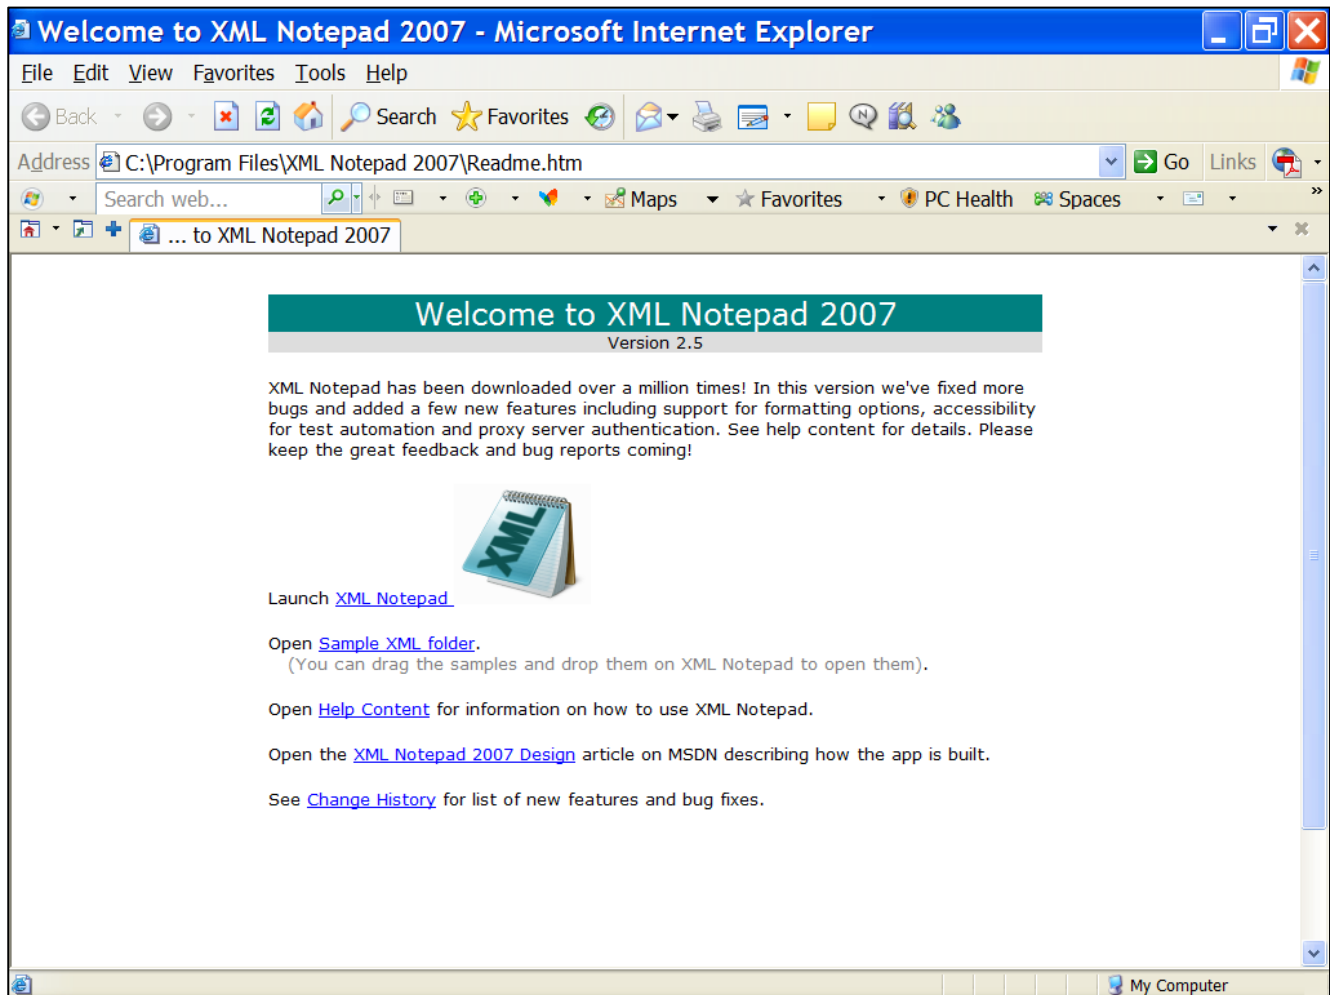 Welcome to XML Notepad 2007 - Microsoft Internet Explorer
File Edit View Favorites Tools Help
Back Search Favorites
Address C:\Program Files\XML Notepad 2007\Readme.htm Go Links
Search web... Maps Favorites PC Health Spaces »
... to XML Notepad 2007
Welcome to XML Notepad 2007
Version 2.5
XML Notepad has been downloaded over a million times! In this version we've fixed more
bugs and added a few new features including support for formatting options, accessibility
for test automation and proxy server authentication. See help content for details. Please
keep the great feedback and bug reports coming!
XML
Launch XML Notepad
Open Sample XML folder.
(You can drag the samples and drop them on XML Notepad to open them).
Open Help Content for information on how to use XML Notepad.
Open the XML Notepad 2007 Design article on MSDN describing how the app is built.
See Change History for list of new features and bug fixes.
My Computer